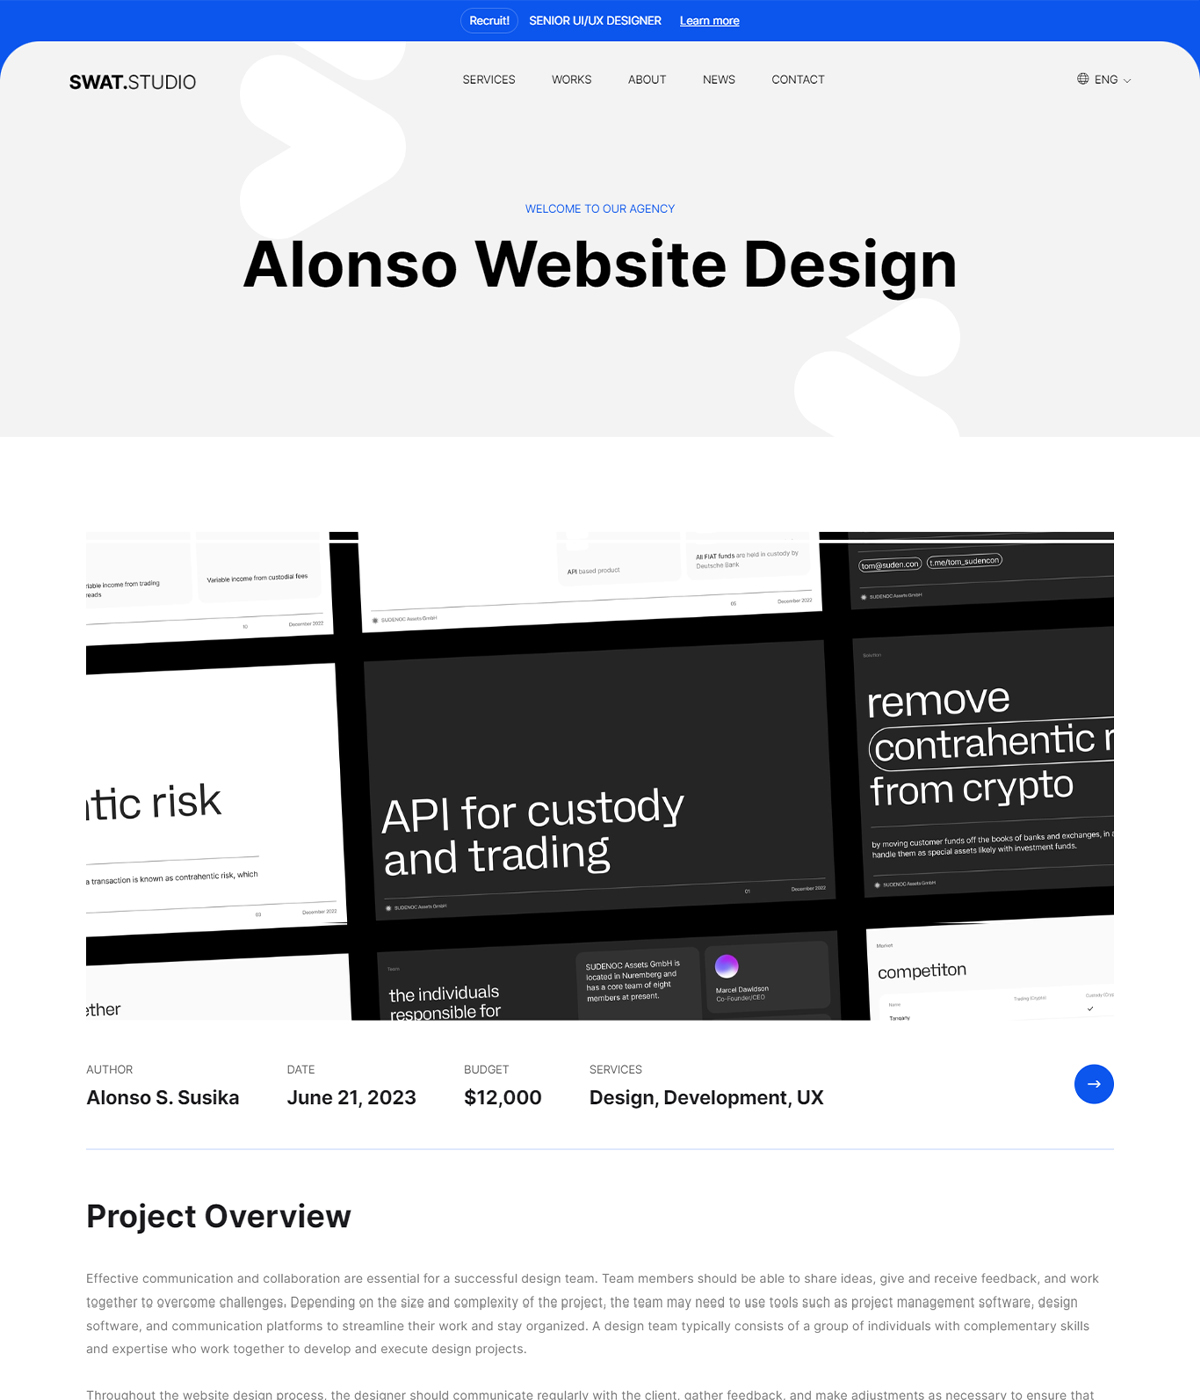 Recruit! SENIOR UI/UX DESIGNER Learn more
SWAT.STUDIO SERVICES WORKS ABOUT NEWS CONTACT ENG
WELCOME TO OUR AGENCY
Alonso Website Design
from trading
Variable income from custodial fees
10 December 2022
API based product
All FIAT funds are held in custody by
Deutsche Bank
SUDENOC Assets GmbH 05 December 2022
tom@suden.con t.me/tom_sudencon
SUDENOC Assets GmbH
risk
a transaction is known as contrahentic risk, which
03 December 2022
API for custody
and trading
SUDENOC Assets GmbH 01 December 2022
Solution
remove
contrahentic
from crypto
by moving customer funds off the books of banks and exchanges, in
handle them as special assets likely with investment funds.
SUDENOC Assets GmbH
Team
the individuals
responsible for
SUDENOC Assets GmbH is
located in Nuremberg and
has a core team of eight
members at present.
Marcel Dawidson
Co-Founder/CEO
Market
competiton
Name Trading (Crypto) Custody
Tangany
AUTHOR DATE BUDGET SERVICES
Alonso S. Susika June 21, 2023 $12,000 Design, Development, UX
Project Overview
Effective communication and collaboration are essential for a successful design team. Team members should be able to share ideas, give and receive feedback, and work
together to overcome challenges. Depending on the size and complexity of the project, the team may need to use tools such as project management software, design
software, and communication platforms to streamline their work and stay organized. A design team typically consists of a group of individuals with complementary skills
and expertise who work together to develop and execute design projects.
Throughout the website design process, the designer should communicate regularly with the client, gather feedback, and make adjustments as necessary to ensure that